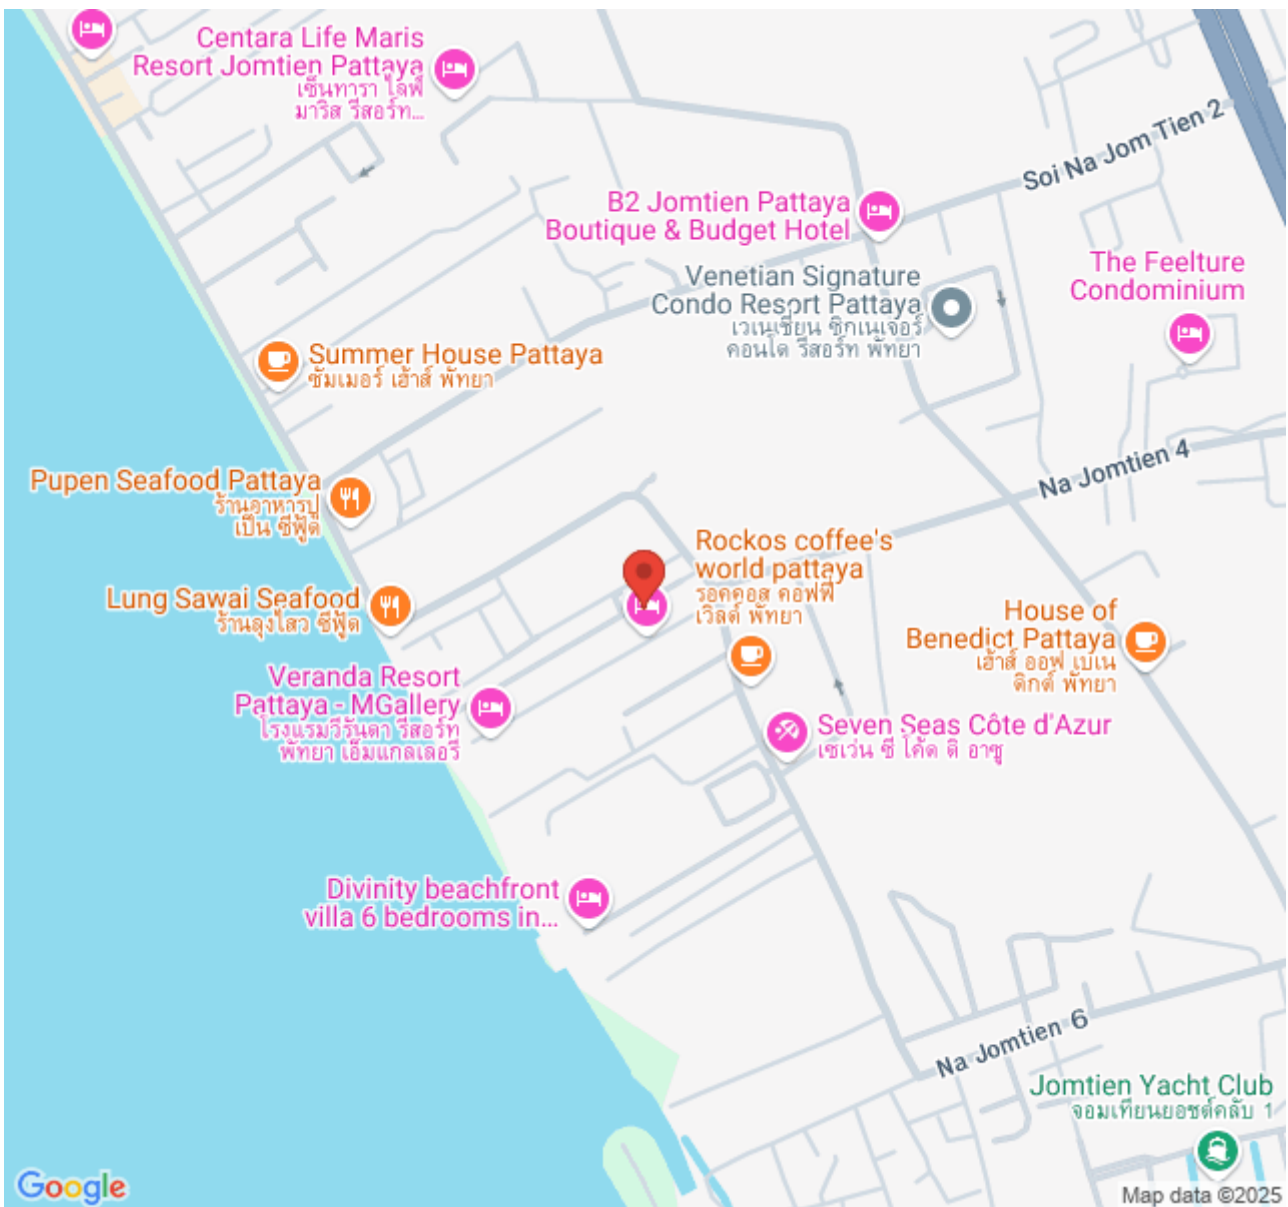 Centara Life Maris
Resort Jomtien Pattaya
เซ็นทารา ไลฟ์
มาริส รีสอร์ท...
Soi Na Jom Tien 2
B2 Jomtien Pattaya
Boutique & Budget Hotel
The Feelture
Condominium
Venetian Signature
Condo Resort Pattaya
เวเนเชียน ซิกเนเจอร์
คอนโด รีสอร์ท พัทยา
Summer House Pattaya
ซัมเมอร์ เฮ้าส์ พัทยา
Na Jomtien 4
Pupen Seafood Pattaya
ร้านอาหารปู
เป็น ซีฟู้ด
Rockos coffee's
world pattaya
รอคคอส คอฟฟี่
เวิลด์ พัทยา
Lung Sawai Seafood
ร้านลุงไสว ซีฟู้ด
House of
Benedict Pattaya
เฮ้าส์ ออฟ เบเน
ดิกต์ พัทยา
Veranda Resort
Pattaya - MGallery
โรงแรมวีรันดา รีสอร์ท
พัทยา เอ็มแกลเลอรี
Seven Seas Côte d'Azur
เซเว่น ซี โก้ด ดิ อาซู
Divinity beachfront
villa 6 bedrooms in...
Na Jomtien 6
Jomtien Yacht Club
จอมเทียนยอชต์คลับ 1
Google
Map data ©2025